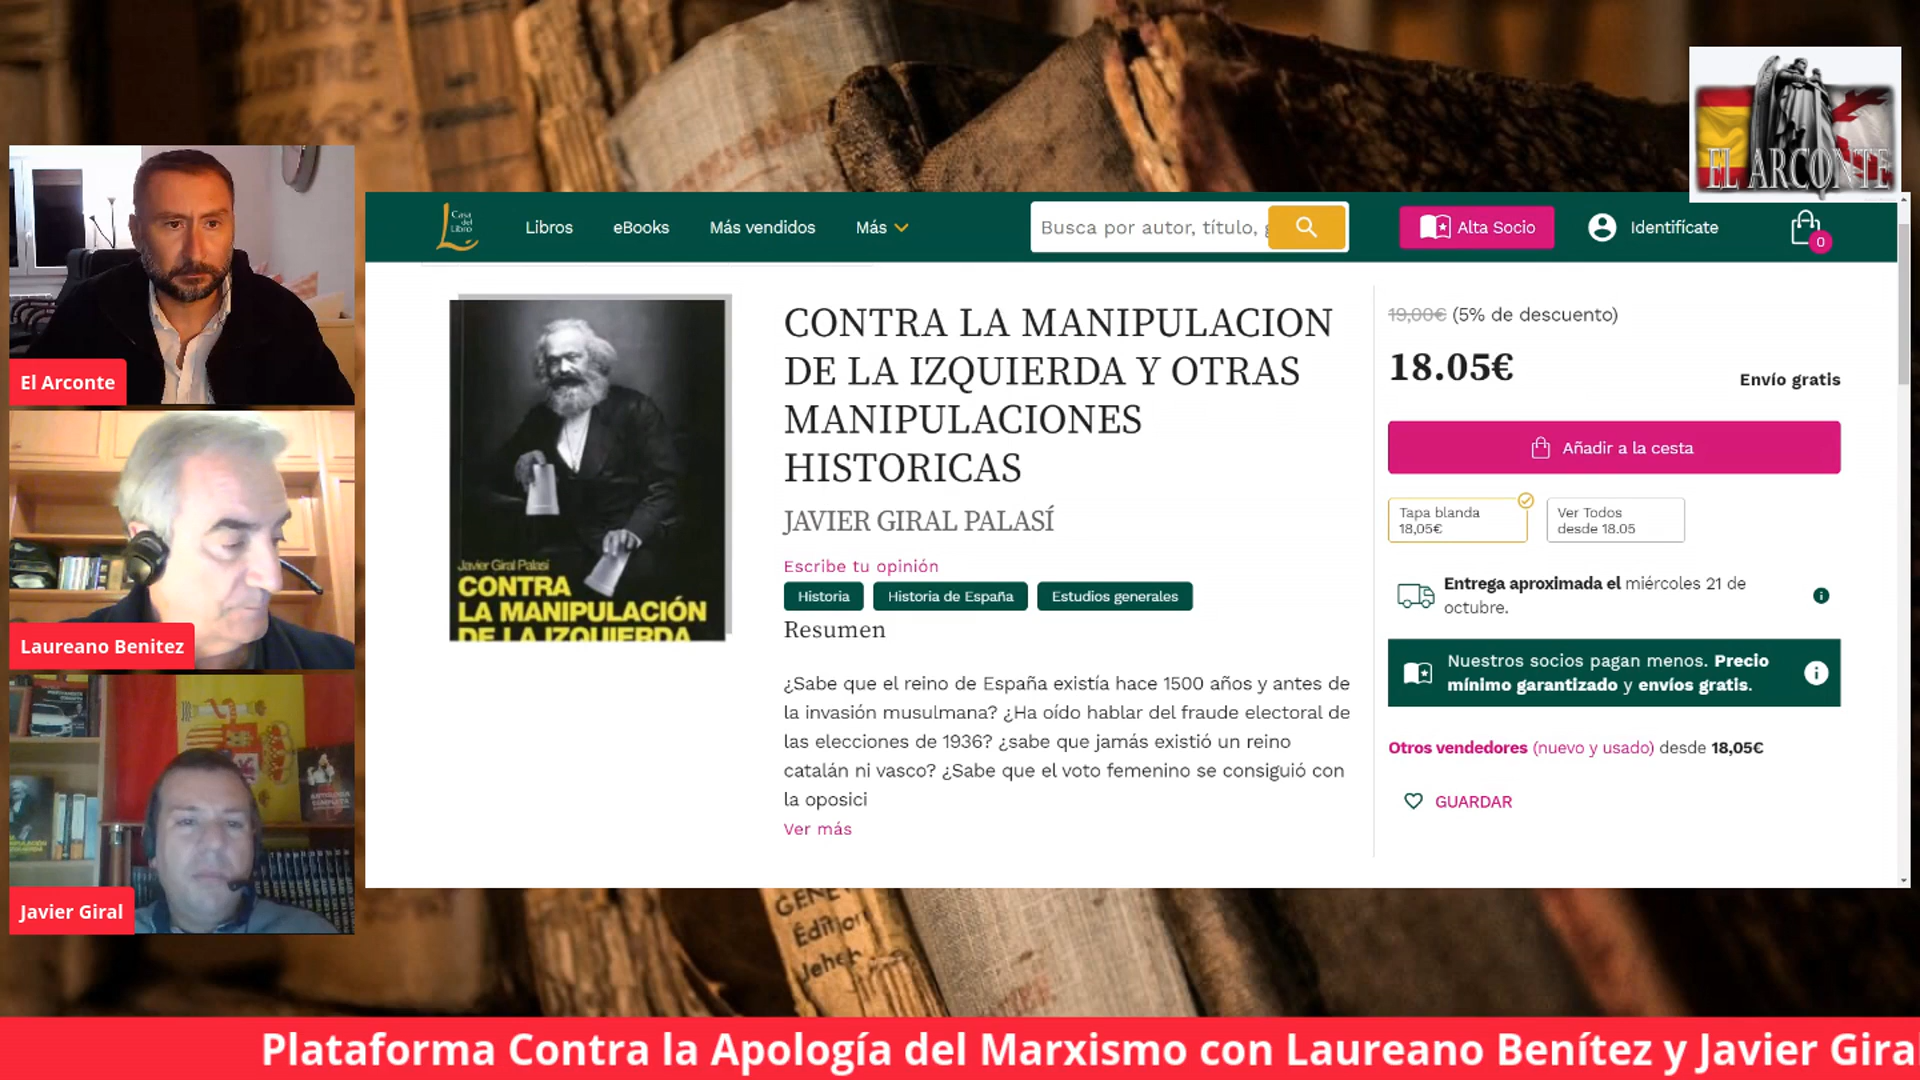 EL ARCONTE
El Arconte
Laureano Benitez
Javier Giral
Casa
del
Libro
Libros
eBooks
Más vendidos
Más
Busca por autor, título,
Alta Socio
Identifícate
0
Javier Giral Palasí
CONTRA
LA MANIPULACIÓN
DE LA IZQUIERDA
CONTRA LA MANIPULACION
DE LA IZQUIERDA Y OTRAS
MANIPULACIONES
HISTORICAS
JAVIER GIRAL PALASÍ
Escribe tu opinión
Historia
Historia de España
Estudios generales
Resumen
¿Sabe que el reino de España existía hace 1500 años y antes de
la invasión musulmana? ¿Ha oído hablar del fraude electoral de
las elecciones de 1936? ¿sabe que jamás existió un reino
catalán ni vasco? ¿Sabe que el voto femenino se consiguió con
la oposici
Ver más
19,00€ (5% de descuento)
18.05€
Envío gratis
Añadir a la cesta
Tapa blanda
18,05€
Ver Todos
desde 18.05
Entrega aproximada el miércoles 21 de
octubre.
Nuestros socios pagan menos. Precio
mínimo garantizado y envíos gratis.
Otros vendedores (nuevo y usado) desde 18,05€
GUARDAR
Plataforma Contra la Apología del Marxismo con Laureano Benítez y Javier Gira